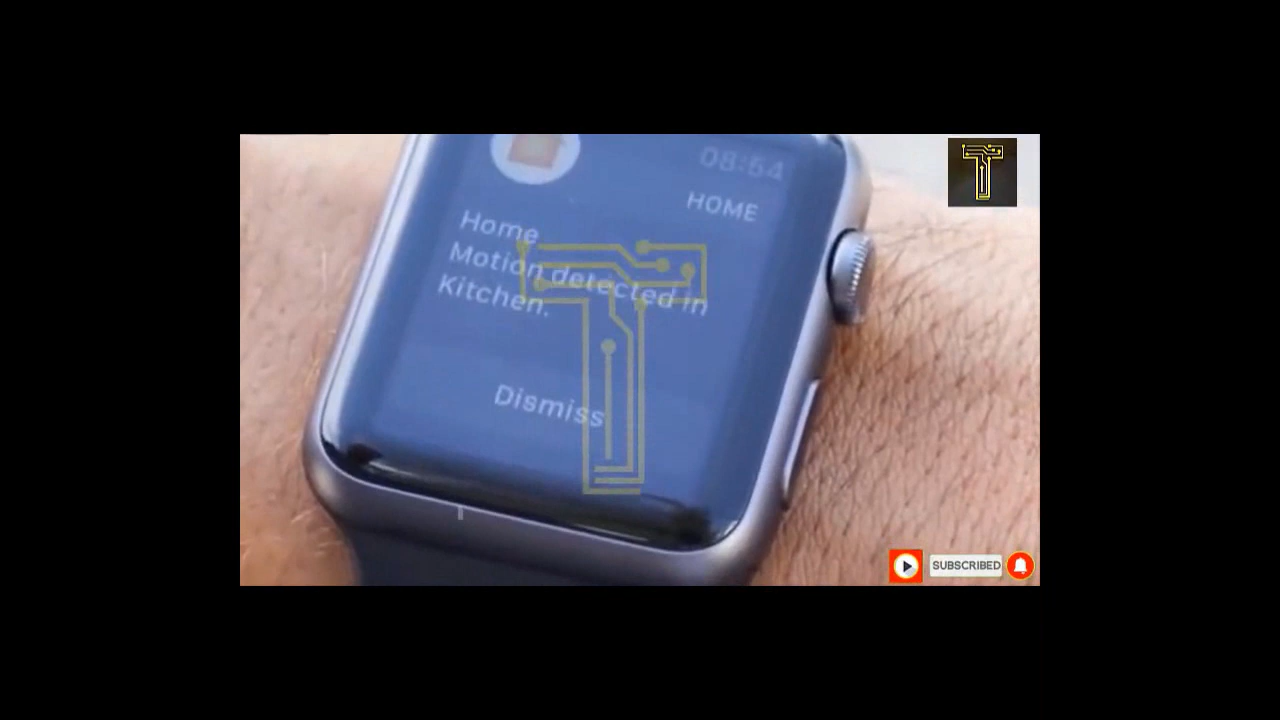 08:54
HOME
Home
Motion detected in
Kitchen.
Dismiss
SUBSCRIBED